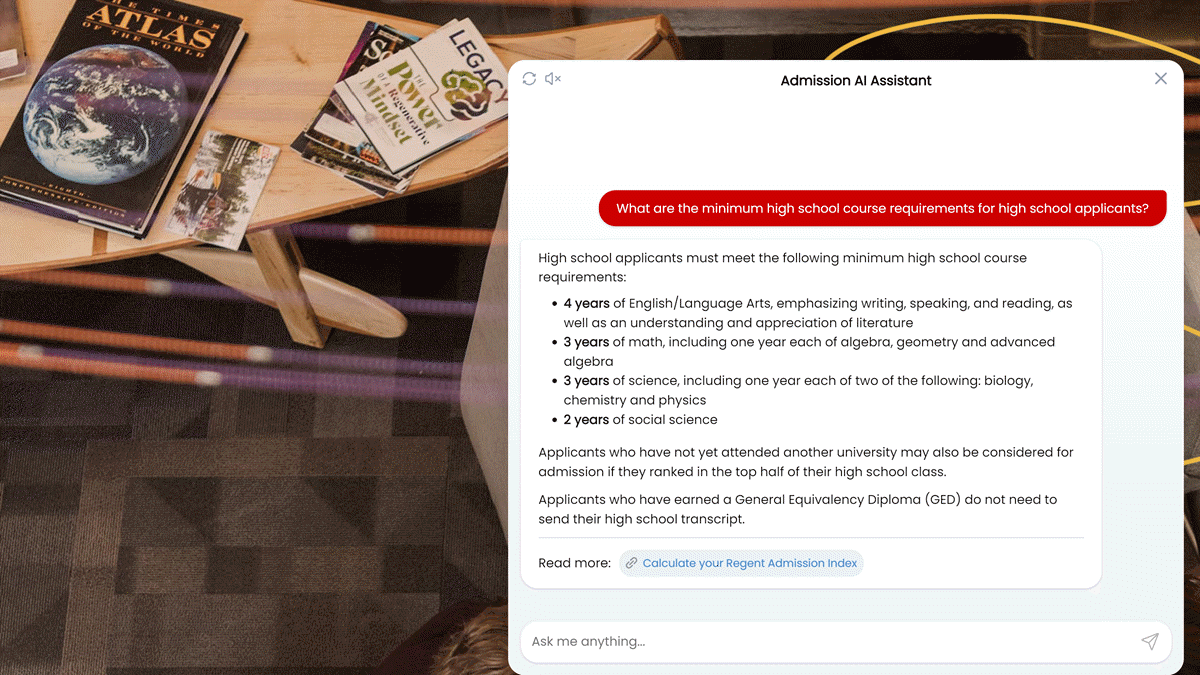 THE TIMES
ATLAS
OF THE WORLD
COMPREHENSIVE EDITION
LEGACY
THE
Power
OF A Regenerative
Mindset
Admission AI Assistant
What are the minimum high school course requirements for high school applicants?
High school applicants must meet the following minimum high school course
requirements:
• 4 years of English/Language Arts, emphasizing writing, speaking, and reading, as
well as an understanding and appreciation of literature
• 3 years of math, including one year each of algebra, geometry and advanced
algebra
• 3 years of science, including one year each of two of the following: biology,
chemistry and physics
• 2 years of social science
Applicants who have not yet attended another university may also be considered for
admission if they ranked in the top half of their high school class.
Applicants who have earned a General Equivalency Diploma (GED) do not need to
send their high school transcript.
Read more: Calculate your Regent Admission Index
Ask me anything...